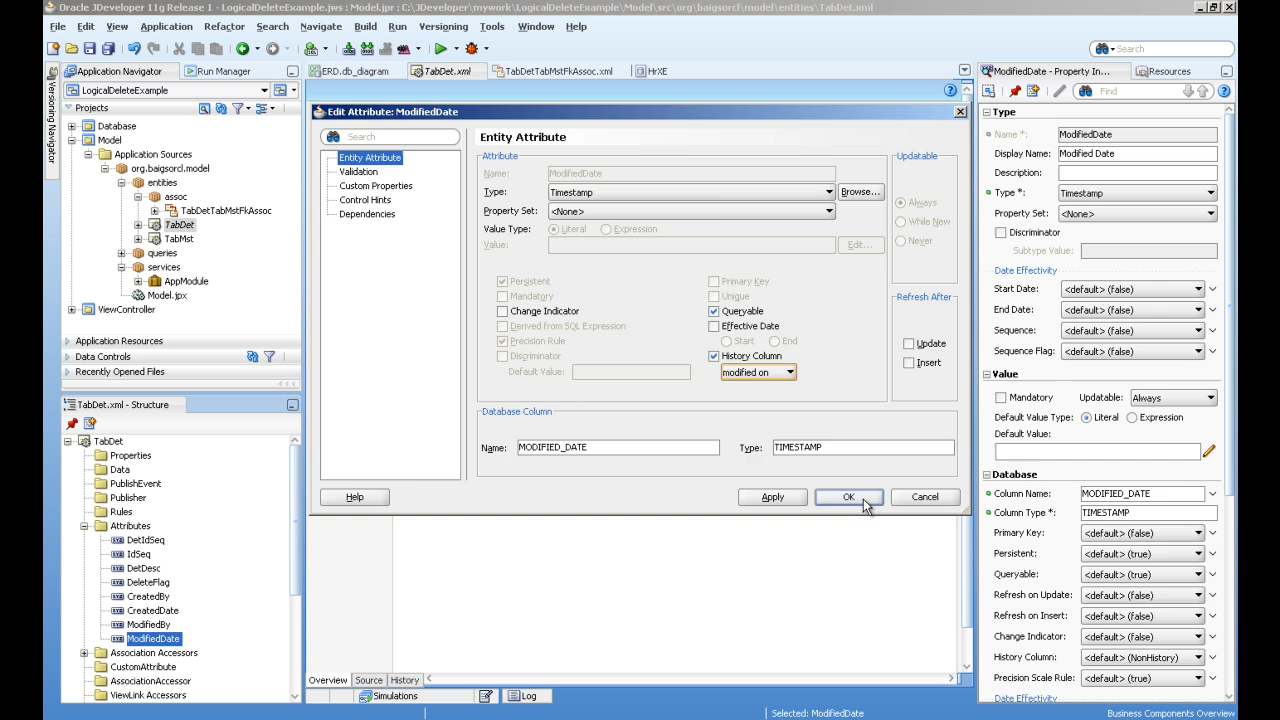 Oracle JDeveloper 11g Release 1 - LogicalDeleteExample.jws : Model.jpr : C:\JDeveloper\mywork\LogicalDeleteExample\Model\src\org\baigsorcl\model\entities\TabDet.xml
File Edit View Application Refactor Search Navigate Build Run Versioning Tools Window Help
Search
Application Navigator Run Manager
ERD.db_diagram TabDet.xml TabDetTabMstFkAssoc.xml HrXE
ModifiedDate - Property In... Resources
Versioning Navigator
LogicalDeleteExample
Projects
Database
Model
Application Sources
org.baigsorcl.model
entities
assoc
TabDetTabMstFkAssoc
TabDet
TabMst
queries
services
AppModule
Model.jpx
ViewController
Application Resources
Data Controls
Recently Opened Files
TabDet.xml - Structure
TabDet
Properties
Data
PublishEvent
Publisher
Rules
Attributes
DetIdSeq
IdSeq
DetDesc
DeleteFlag
CreatedBy
CreatedDate
ModifiedBy
ModifiedDate
Association Accessors
CustomAttribute
AssociationAccessor
ViewLink Accessors
Edit Attribute: ModifiedDate
Search
Entity Attribute
Validation
Custom Properties
Control Hints
Dependencies
Entity Attribute
Attribute
Name: ModifiedDate
Type: Timestamp Browse...
Property Set: <None>
Value Type: Literal Expression
Value: Edit...
Persistent Primary Key
Mandatory Unique
Change Indicator Queryable
Derived from SQL Expression Effective Date
Precision Rule Start End
Discriminator History Column
Default Value: modified on
Updatable
Always
While New
Never
Refresh After
Update
Insert
Database Column
Name: MODIFIED_DATE Type: TIMESTAMP
Help Apply OK Cancel
Overview Source History
Simulations Log
Find
Type
Name *: ModifiedDate
Display Name: Modified Date
Description:
Type *: Timestamp
Property Set: <None>
Discriminator
Subtype Value:
Date Effectivity
Start Date: <default> (false)
End Date: <default> (false)
Sequence: <default> (false)
Sequence Flag: <default> (false)
Value
Mandatory Updatable: Always
Default Value Type: Literal Expression
Default Value:
Database
Column Name: MODIFIED_DATE
Column Type *: TIMESTAMP
Primary Key: <default> (false)
Persistent: <default> (true)
Queryable: <default> (true)
Refresh on Update: <default> (false)
Refresh on Insert: <default> (false)
Change Indicator: <default> (false)
History Column: <default> (NonHistory)
Precision Scale Rule: <default> (true)
Date Effectivity
Selected: ModifiedDate
Business Components Overview